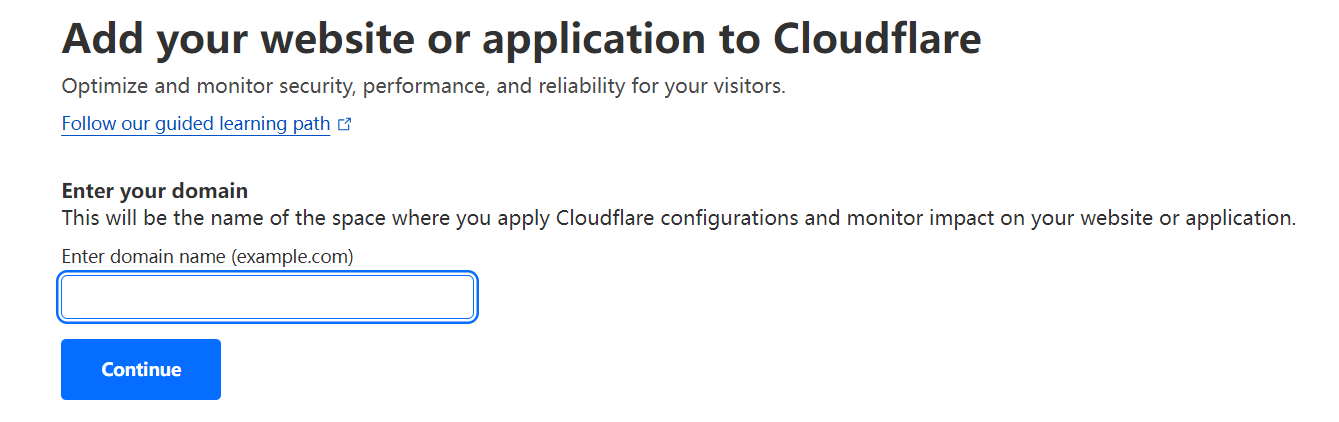 Add your website or application to Cloudflare
Optimize and monitor security, performance, and reliability for your visitors.
Follow our guided learning path
Enter your domain
This will be the name of the space where you apply Cloudflare configurations and monitor impact on your website or application.
Enter domain name (example.com)
Continue